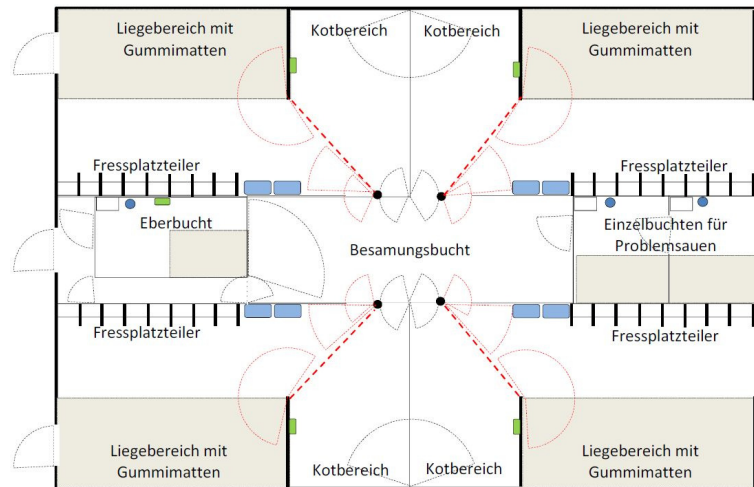 Liegebereich mit
Gummimatten
Kotbereich
Kotbereich
Liegebereich mit
Gummimatten
Fressplatzteiler
Fressplatzteiler
Eberbucht
Besamungsbucht
Einzelbuchten für
Problemsauen
Fressplatzteiler
Fressplatzteiler
Liegebereich mit
Gummimatten
Kotbereich
Kotbereich
Liegebereich mit
Gummimatten